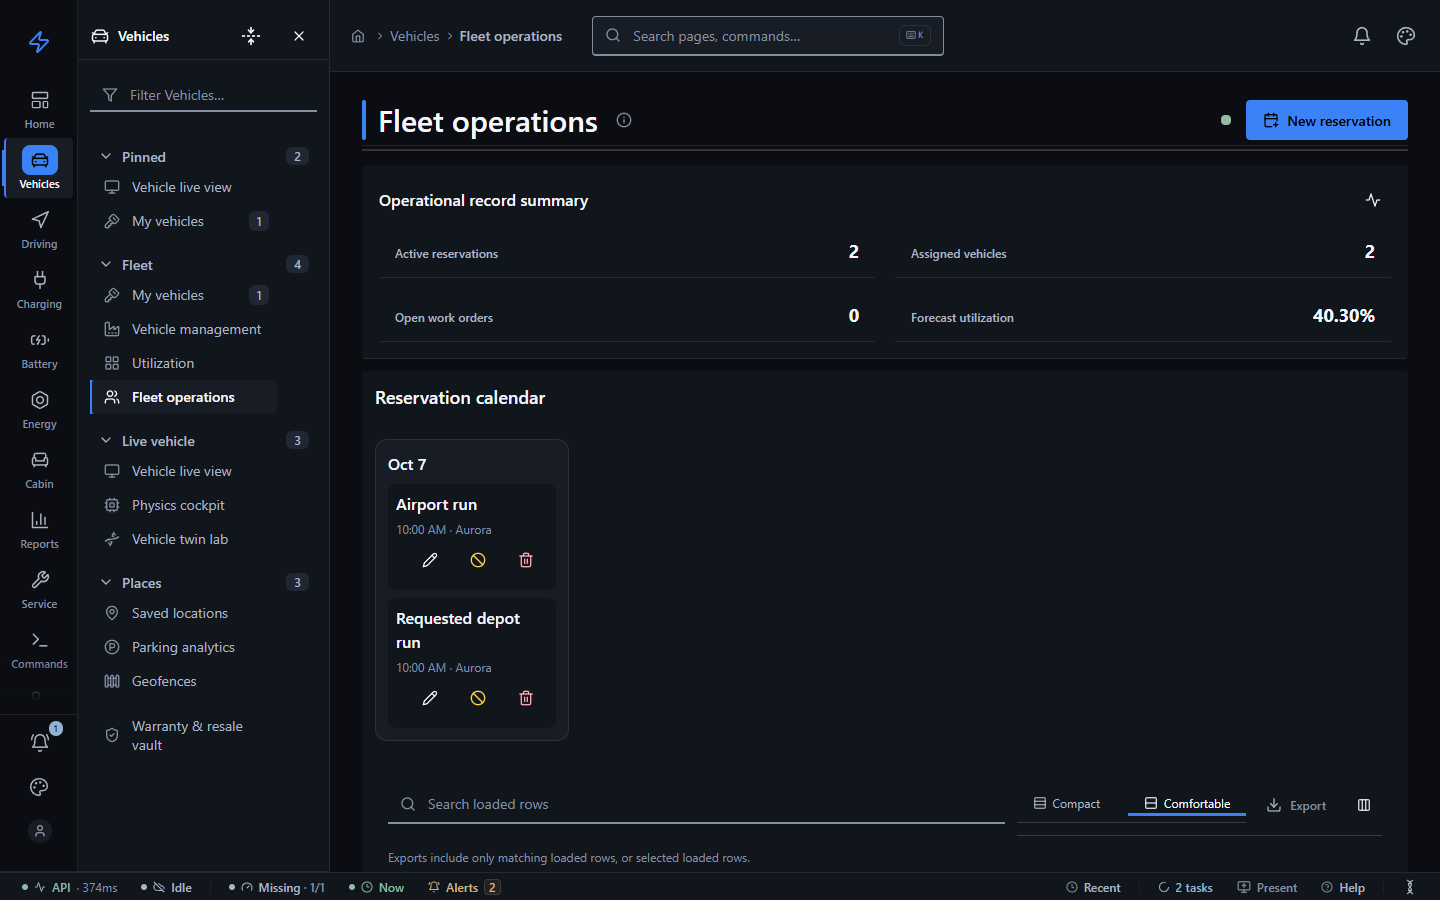 Home
Vehicles
Driving
Charging
Battery
Energy
Cabin
Reports
Service
Commands
1
Vehicles
Filter Vehicles...
Pinned 2
Vehicle live view
My vehicles 1
Fleet 4
My vehicles 1
Vehicle management
Utilization
Fleet operations
Live vehicle 3
Vehicle live view
Physics cockpit
Vehicle twin lab
Places 3
Saved locations
Parking analytics
Geofences
Warranty & resale
vault
Vehicles Fleet operations
Search pages, commands... K
Fleet operations
New reservation
Operational record summary
Active reservations 2
Assigned vehicles 2
Open work orders 0
Forecast utilization 40.30%
Reservation calendar
Oct 7
Airport run
10:00 AM · Aurora
Requested depot
run
10:00 AM · Aurora
Search loaded rows
Compact Comfortable Export
Exports include only matching loaded rows, or selected loaded rows.
API · 374ms Idle Missing · 1/1 Now Alerts 2 Recent 2 tasks Present Help